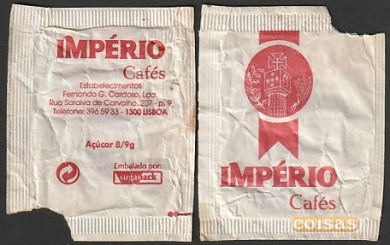 IMPÉRIO
Cafés
Estabelecimentos
Fernando G. Cardoso, Lda.
Rua Saraiva de Carvalho, 207 - p. 9
Telefone: 396 59 33 - 1300 LISBOA
Açúcar 8/9g
Embalado por:
sugarpack
IMPÉRIO
Cafés
coisas